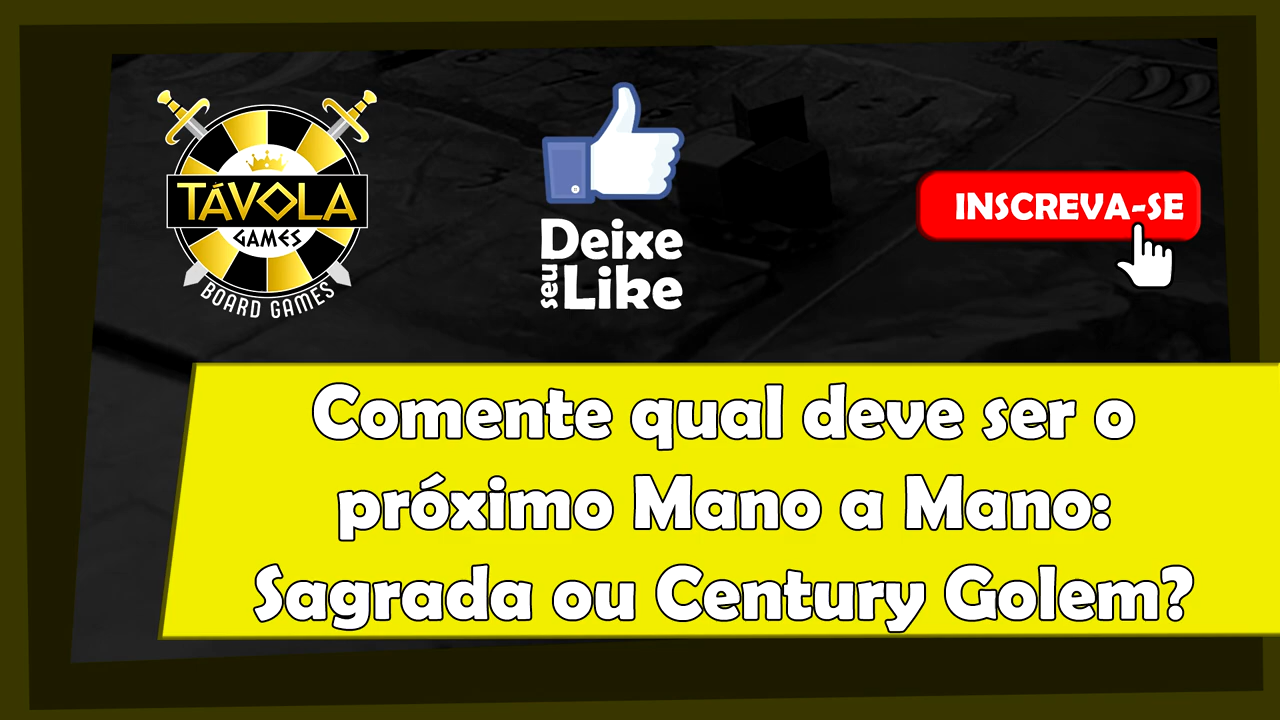 TÁVOLA
GAMES
BOARD GAMES
Deixe
seu
Like
INSCREVA-SE
Comente qual deve ser o
próximo Mano a Mano:
Sagrada ou Century Golem?